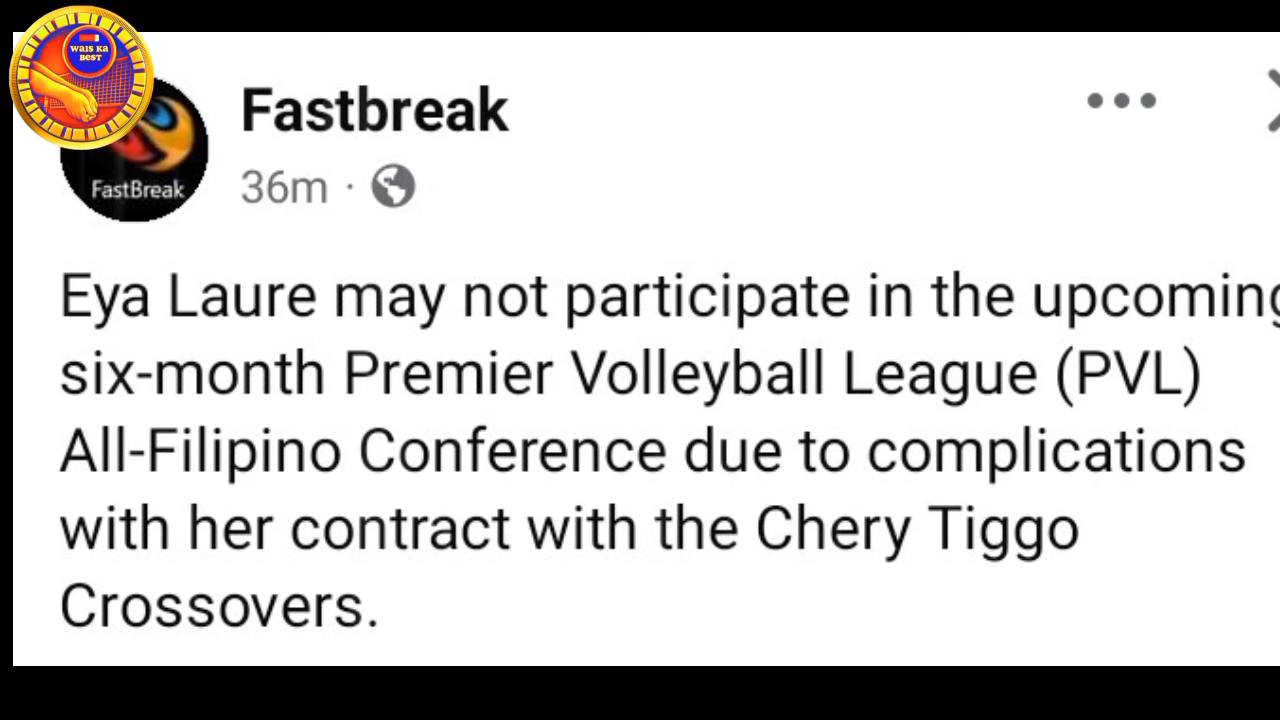 WAIS KA
BEST
Fastbreak
FastBreak
36m ·
Eya Laure may not participate in the upcoming
six-month Premier Volleyball League (PVL)
All-Filipino Conference due to complications
with her contract with the Chery Tiggo
Crossovers.